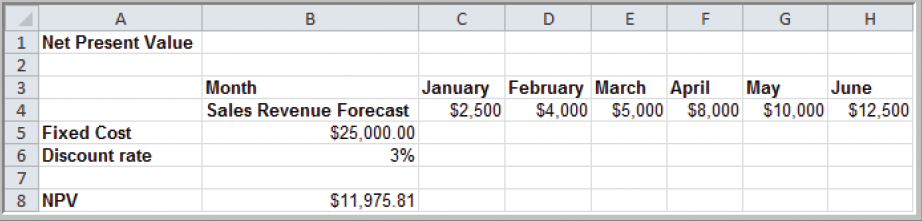 A B C D E F G H
1 Net Present Value
2
3 Month January February March April May June
4 Sales Revenue Forecast $2,500 $4,000 $5,000 $8,000 $10,000 $12,500
5 Fixed Cost $25,000.00
6 Discount rate 3%
7
8 NPV $11,975.81